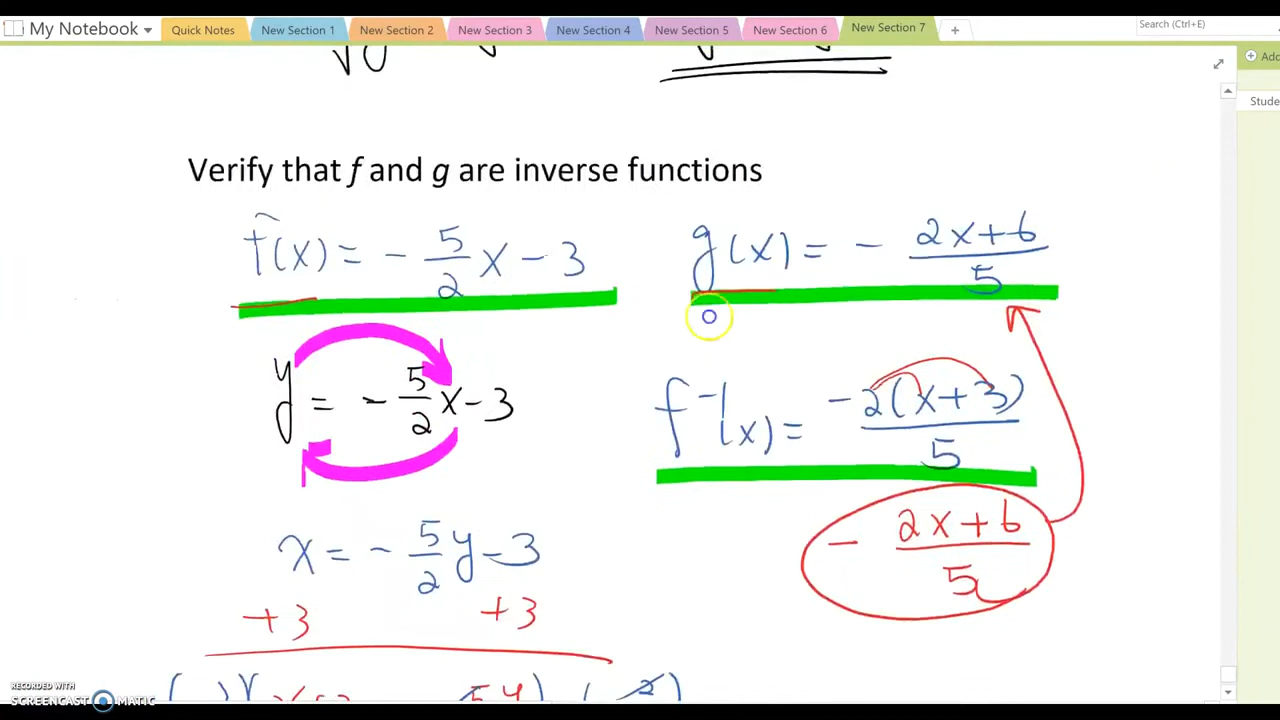 My Notebook
Quick Notes
New Section 1
New Section 2
New Section 3
New Section 4
New Section 5
New Section 6
New Section 7
Search (Ctrl+E)
Add
Stude
Verify that f and g are inverse functions
f(x) = - 5/2 x - 3
g(x) = - (2x+6)/5
y = - 5/2 x - 3
f⁻¹(x) = -2(x+3)/5
- (2x+6)/5
x = - 5/2 y - 3
+3 +3
RECORDED WITH
SCREENCAST MATIC